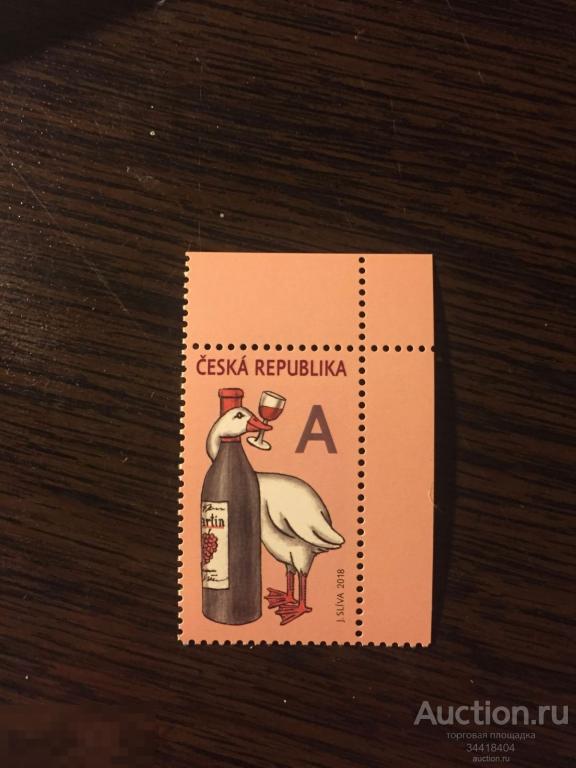 ČESKÁ REPUBLIKA
A
artin
J. SLÍVA 2018
Auction.ru
торговая площадка
34418404
auction.ru